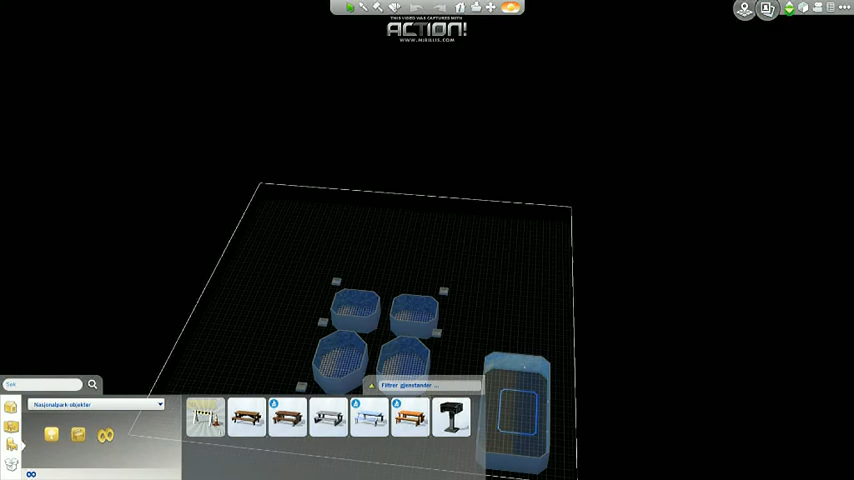 THIS VIDEO WAS CAPTURED WITH
ACTION!
WWW.MIRILLIS.COM
Søk
Filtrer gjenstander ...
Nasjonalpark-objekter